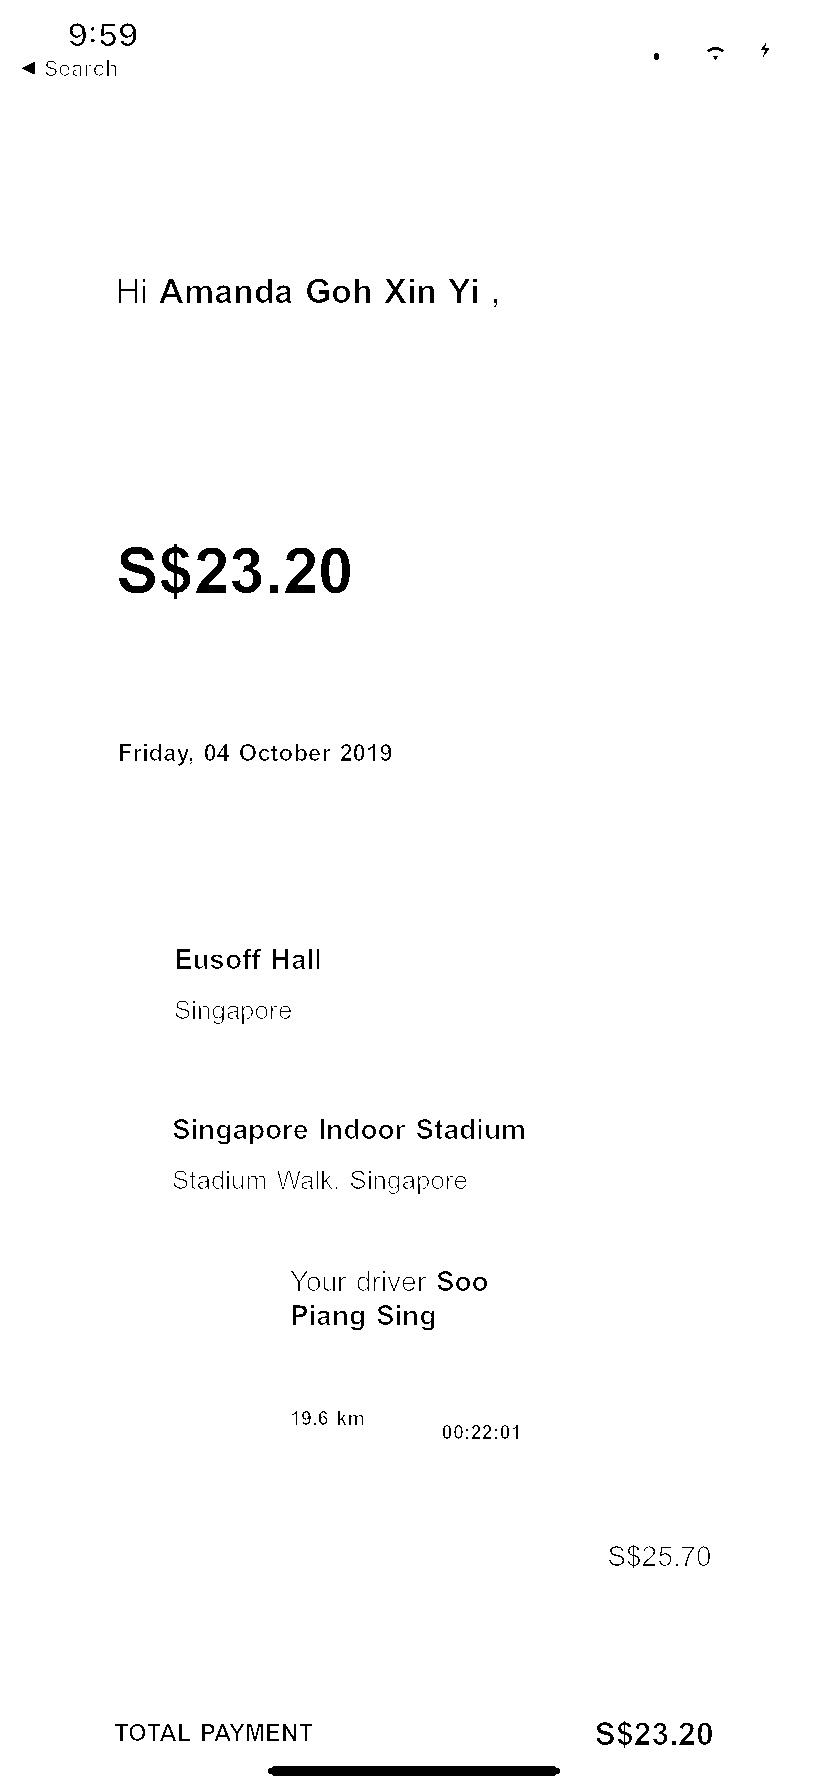 9:59
◀ Search
Hi Amanda Goh Xin Yi ,
S$23.20
Friday, 04 October 2019
Eusoff Hall
Singapore
Singapore Indoor Stadium
Stadium Walk. Singapore
Your driver Soo
Piang Sing
19.6 km
00:22:01
S$25.70
TOTAL PAYMENT S$23.20